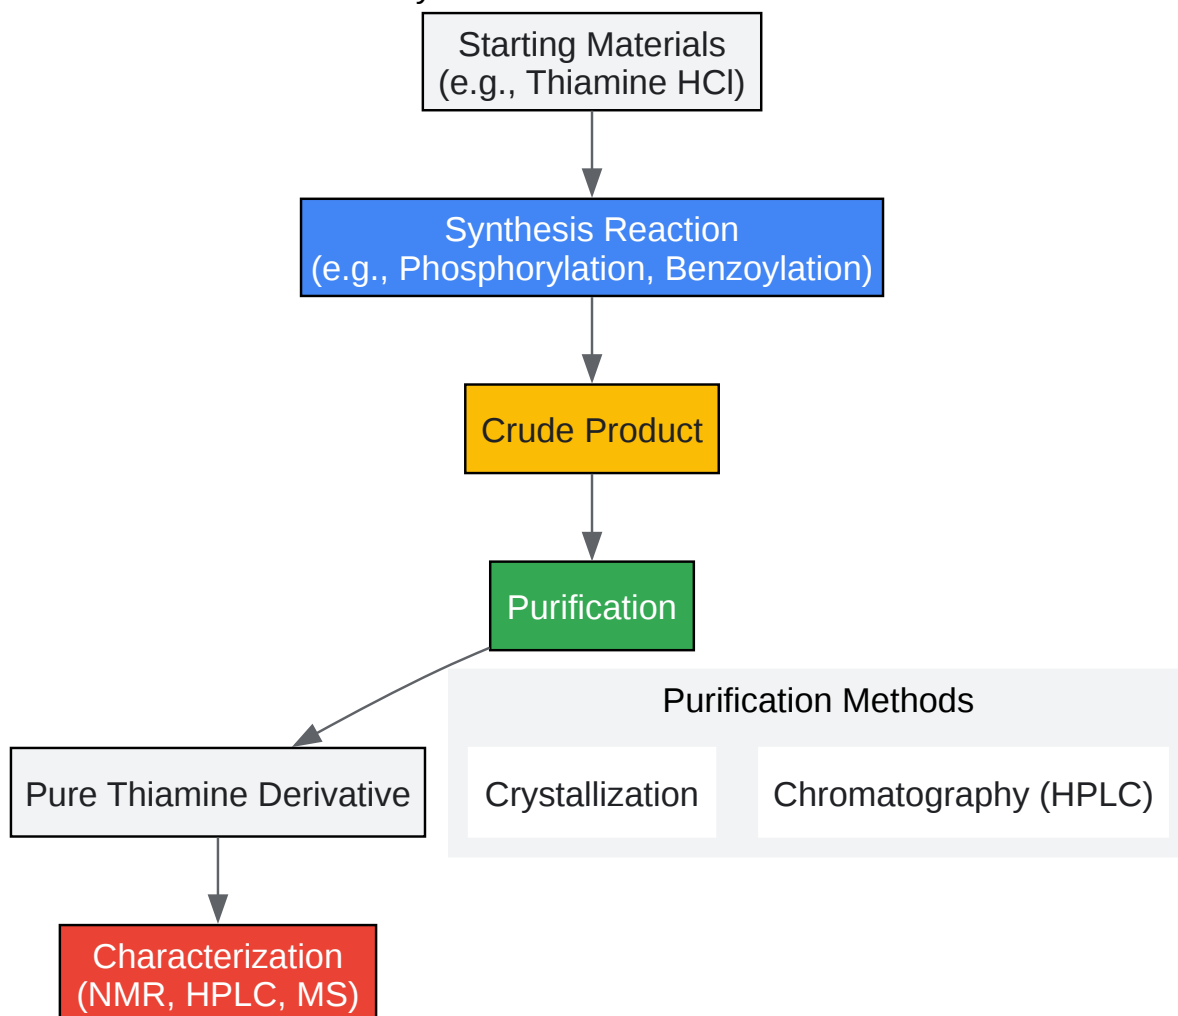 Starting Materials
(e.g., Thiamine HCl)
Synthesis Reaction
(e.g., Phosphorylation, Benzoylation)
Crude Product
Purification
Purification Methods
Pure Thiamine Derivative
Crystallization
Chromatography (HPLC)
Characterization
(NMR, HPLC, MS)